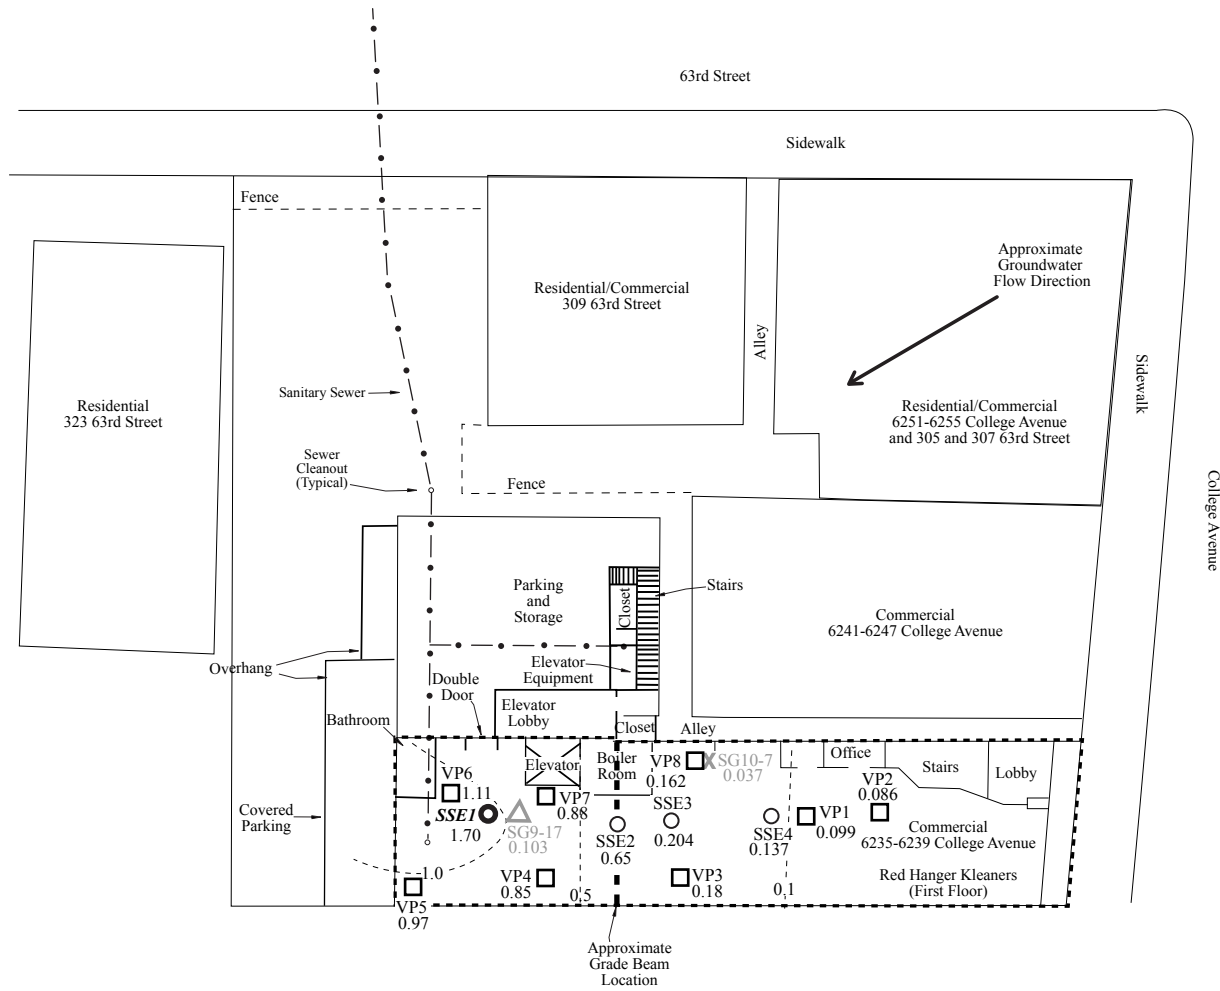 63rd Street
Sidewalk
Fence
Approximate
Groundwater
Flow Direction
Residential/Commercial
309 63rd Street
Alley
Sidewalk
Sanitary Sewer
Residential
323 63rd Street
Residential/Commercial
6251-6255 College Avenue
and 305 and 307 63rd Street
Sewer
Cleanout
(Typical)
Fence
College Avenue
Parking
and
Storage
Closet
Stairs
Commercial
6241-6247 College Avenue
Overhang
Elevator
Equipment
Double
Door
Elevator
Lobby
Bathroom
Closet
Alley
Elevator
Boiler
Room
VP8
0.162
SG10-7
0.037
Office
Stairs
Lobby
VP6
1.11
VP7
0.88
VP2
0.086
SSE1
1.70
SG9-17
0.103
SSE2
0.65
SSE3
0.204
SSE4
0.137
VP1
0.099
Covered
Parking
Commercial
6235-6239 College Avenue
1.0
VP4
0.85
0.5
VP3
0.18
0.1
Red Hanger Kleaners
(First Floor)
VP5
0.97
Approximate
Grade Beam
Location